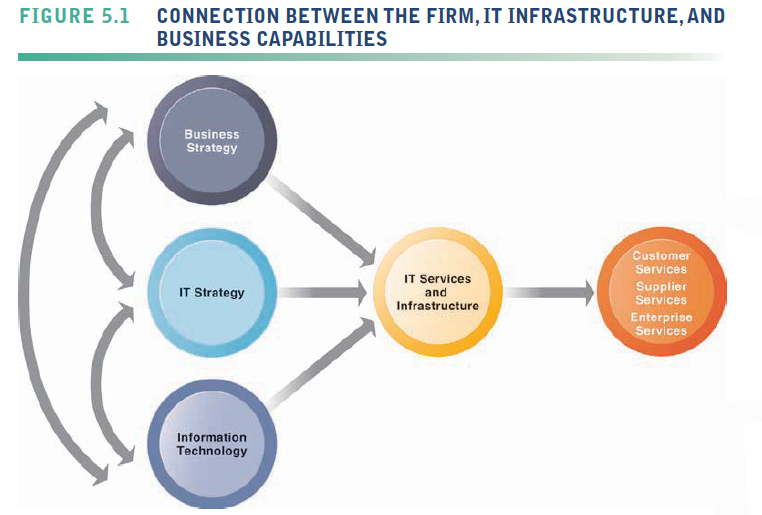 FIGURE 5.1 CONNECTION BETWEEN THE FIRM, IT INFRASTRUCTURE, AND
BUSINESS CAPABILITIES
Business
Strategy
IT Strategy
Information
Technology
IT Services
and
Infrastructure
Customer
Services
Supplier
Services
Enterprise
Services